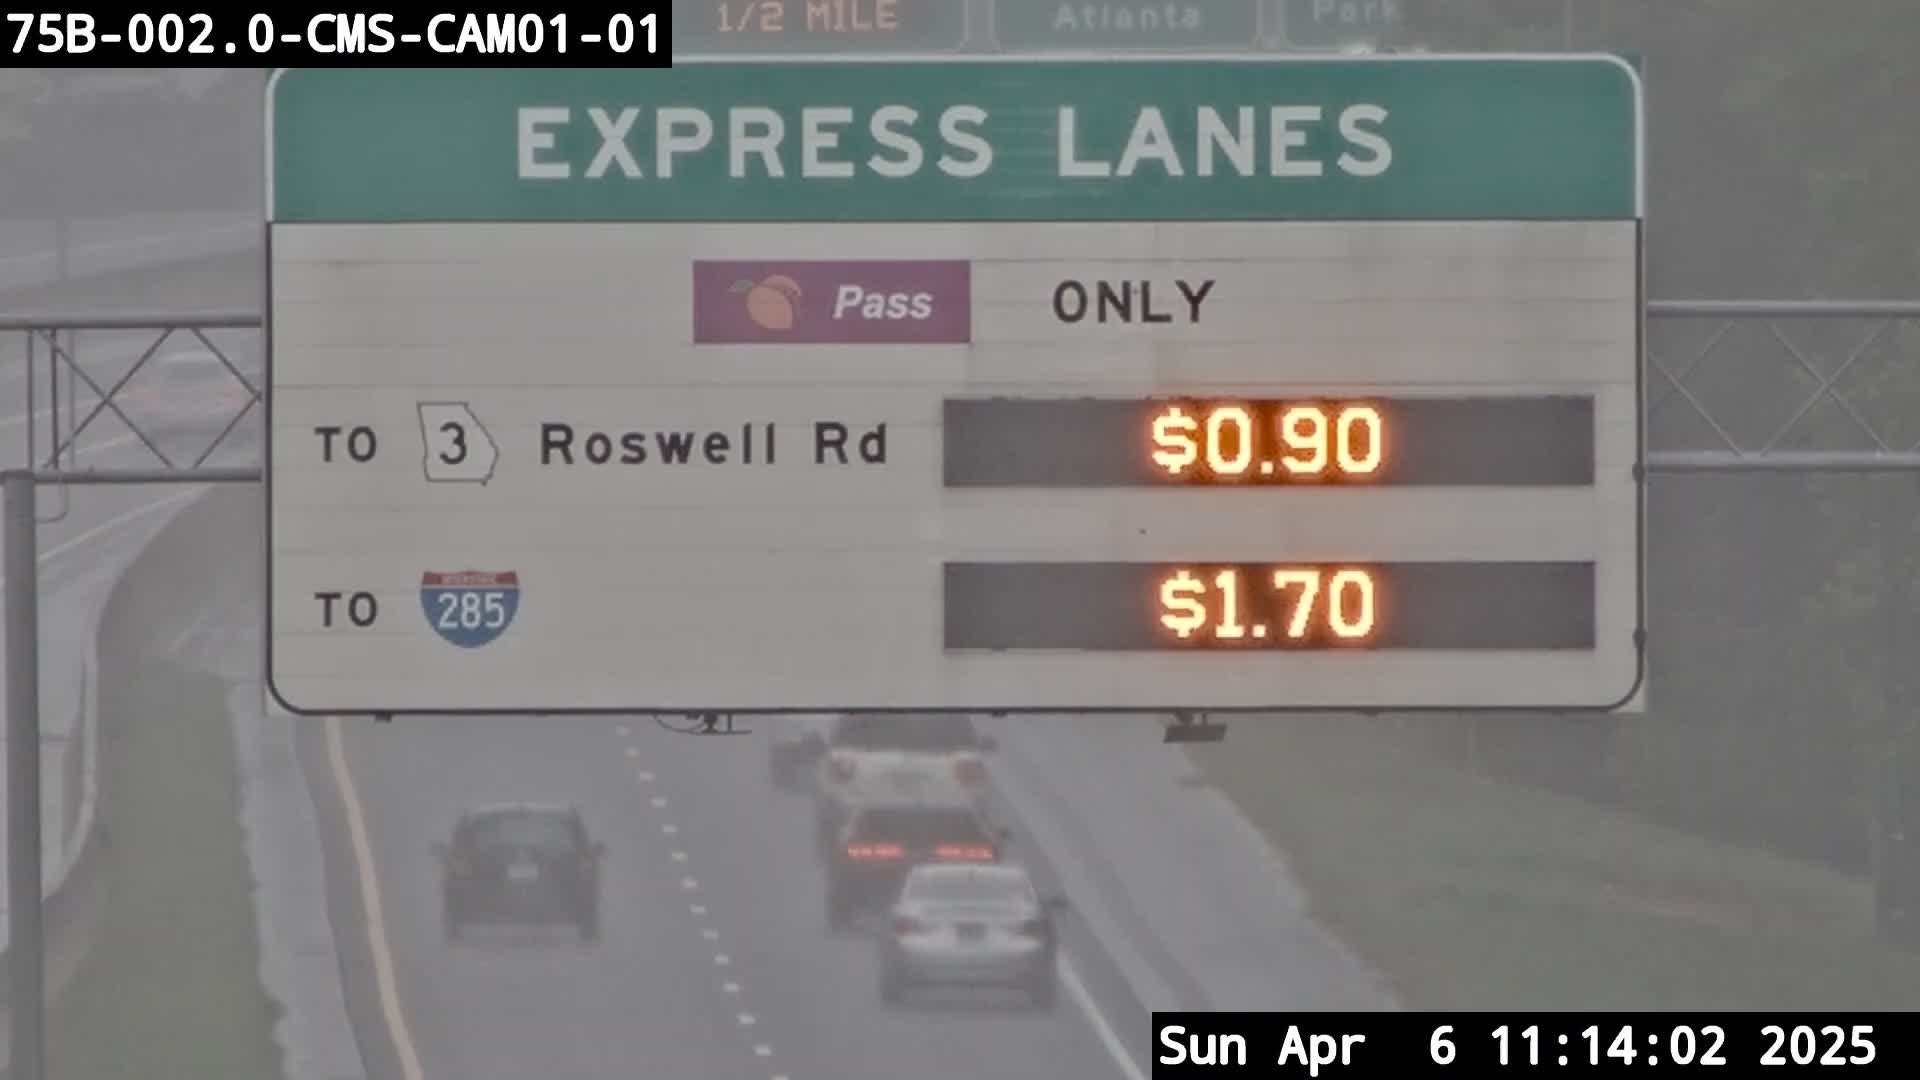 75B-002.0-CMS-CAM01-01
1/2 MILE
Atlanta
Park
EXPRESS LANES
Pass ONLY
TO 3 Roswell Rd $0.90
TO INTERSTATE 285 $1.70
Sun Apr 6 11:14:02 2025